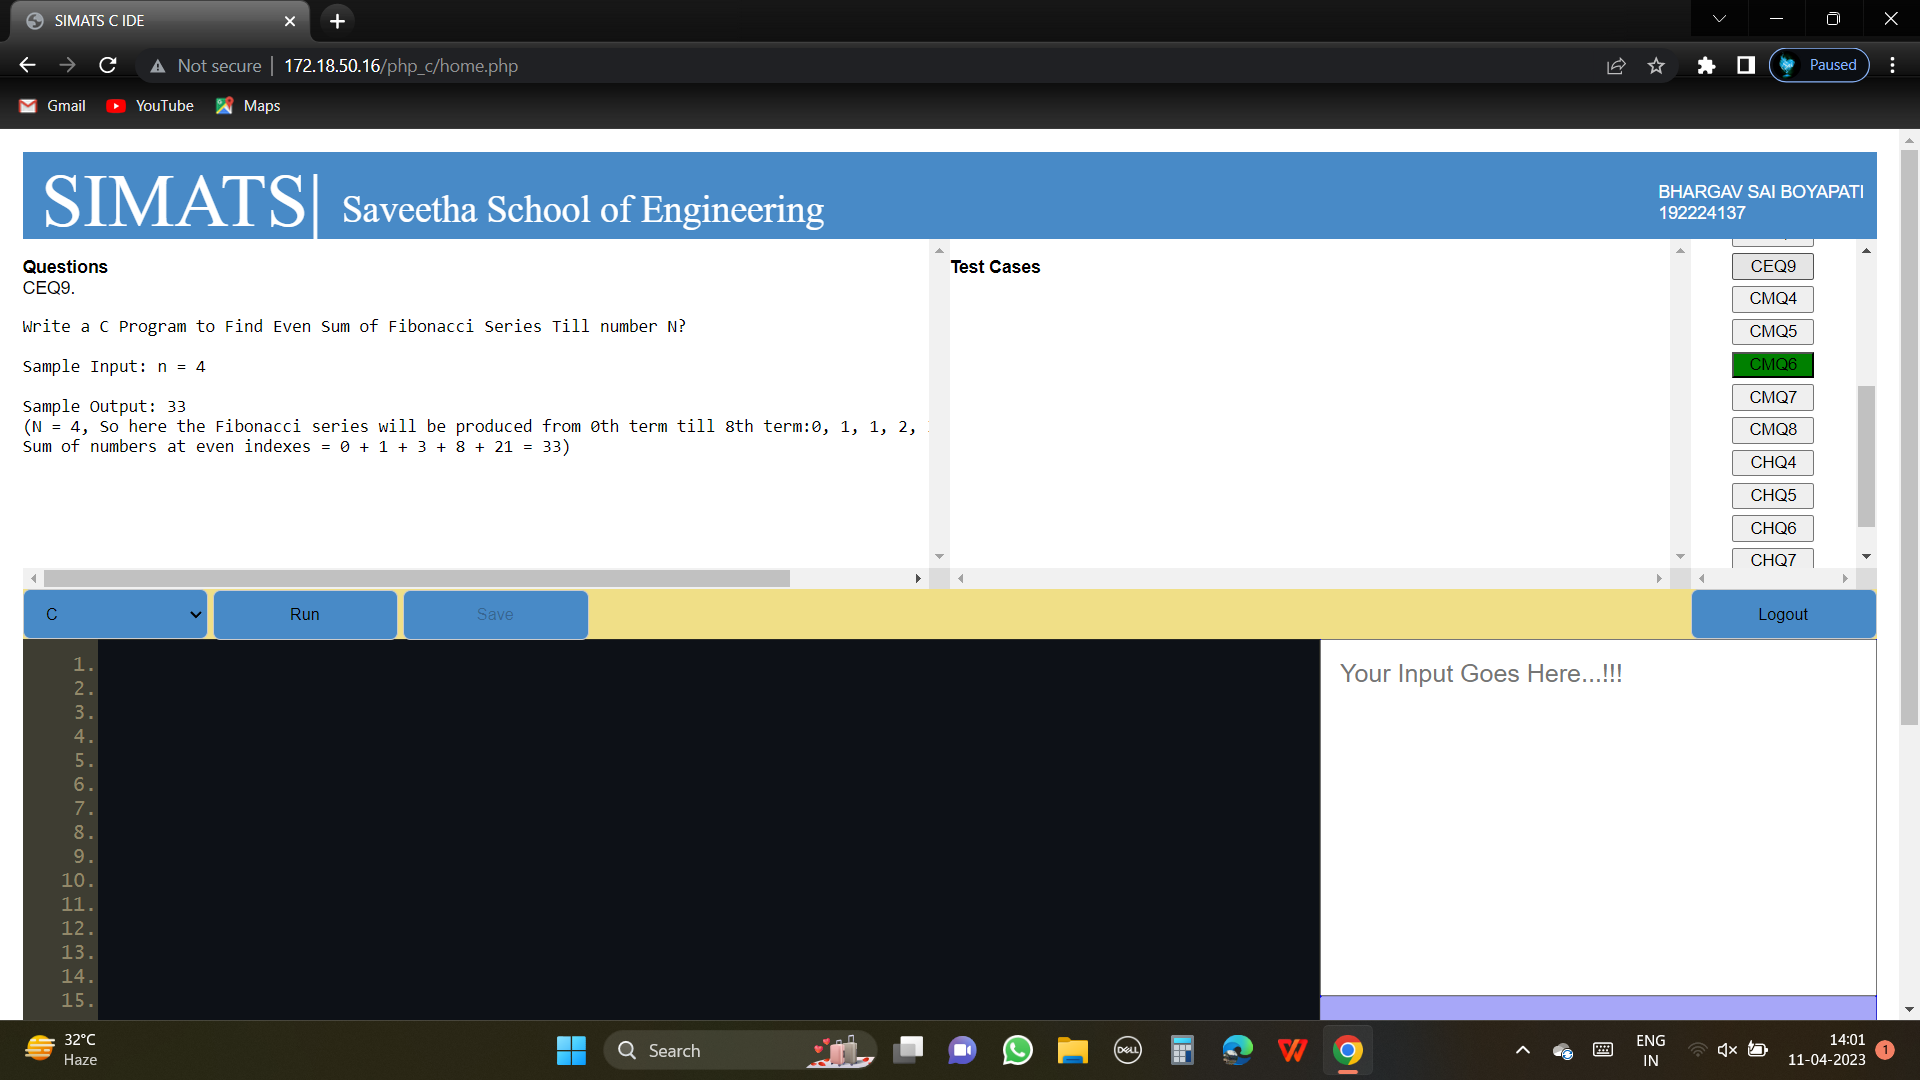 SIMATS C IDE
Not secure
172.18.50.16/php_c/home.php
Paused
Gmail
YouTube
Maps
SIMATS| Saveetha School of Engineering
BHARGAV SAI BOYAPATI
192224137
Questions
CEQ9.
Write a C Program to Find Even Sum of Fibonacci Series Till number N?
Sample Input: n = 4
Sample Output: 33
(N = 4, So here the Fibonacci series will be produced from 0th term till 8th term:0, 1, 1, 2,
Sum of numbers at even indexes = 0 + 1 + 3 + 8 + 21 = 33)
Test Cases
CEQ9
CMQ4
CMQ5
CMQ6
CMQ7
CMQ8
CHQ4
CHQ5
CHQ6
CHQ7
C
Run
Save
Logout
1.
2.
3.
4.
5.
6.
7.
8.
9.
10.
11.
12.
13.
14.
15.
Your Input Goes Here...!!!
32°C
Haze
Search
DELL
ENG
IN
14:01
11-04-2023
1